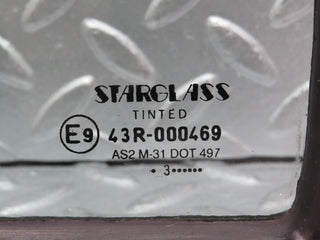 STARGLASS
TINTED
E9 43R-000469
AS2 M-31 DOT 497
• 3••••••